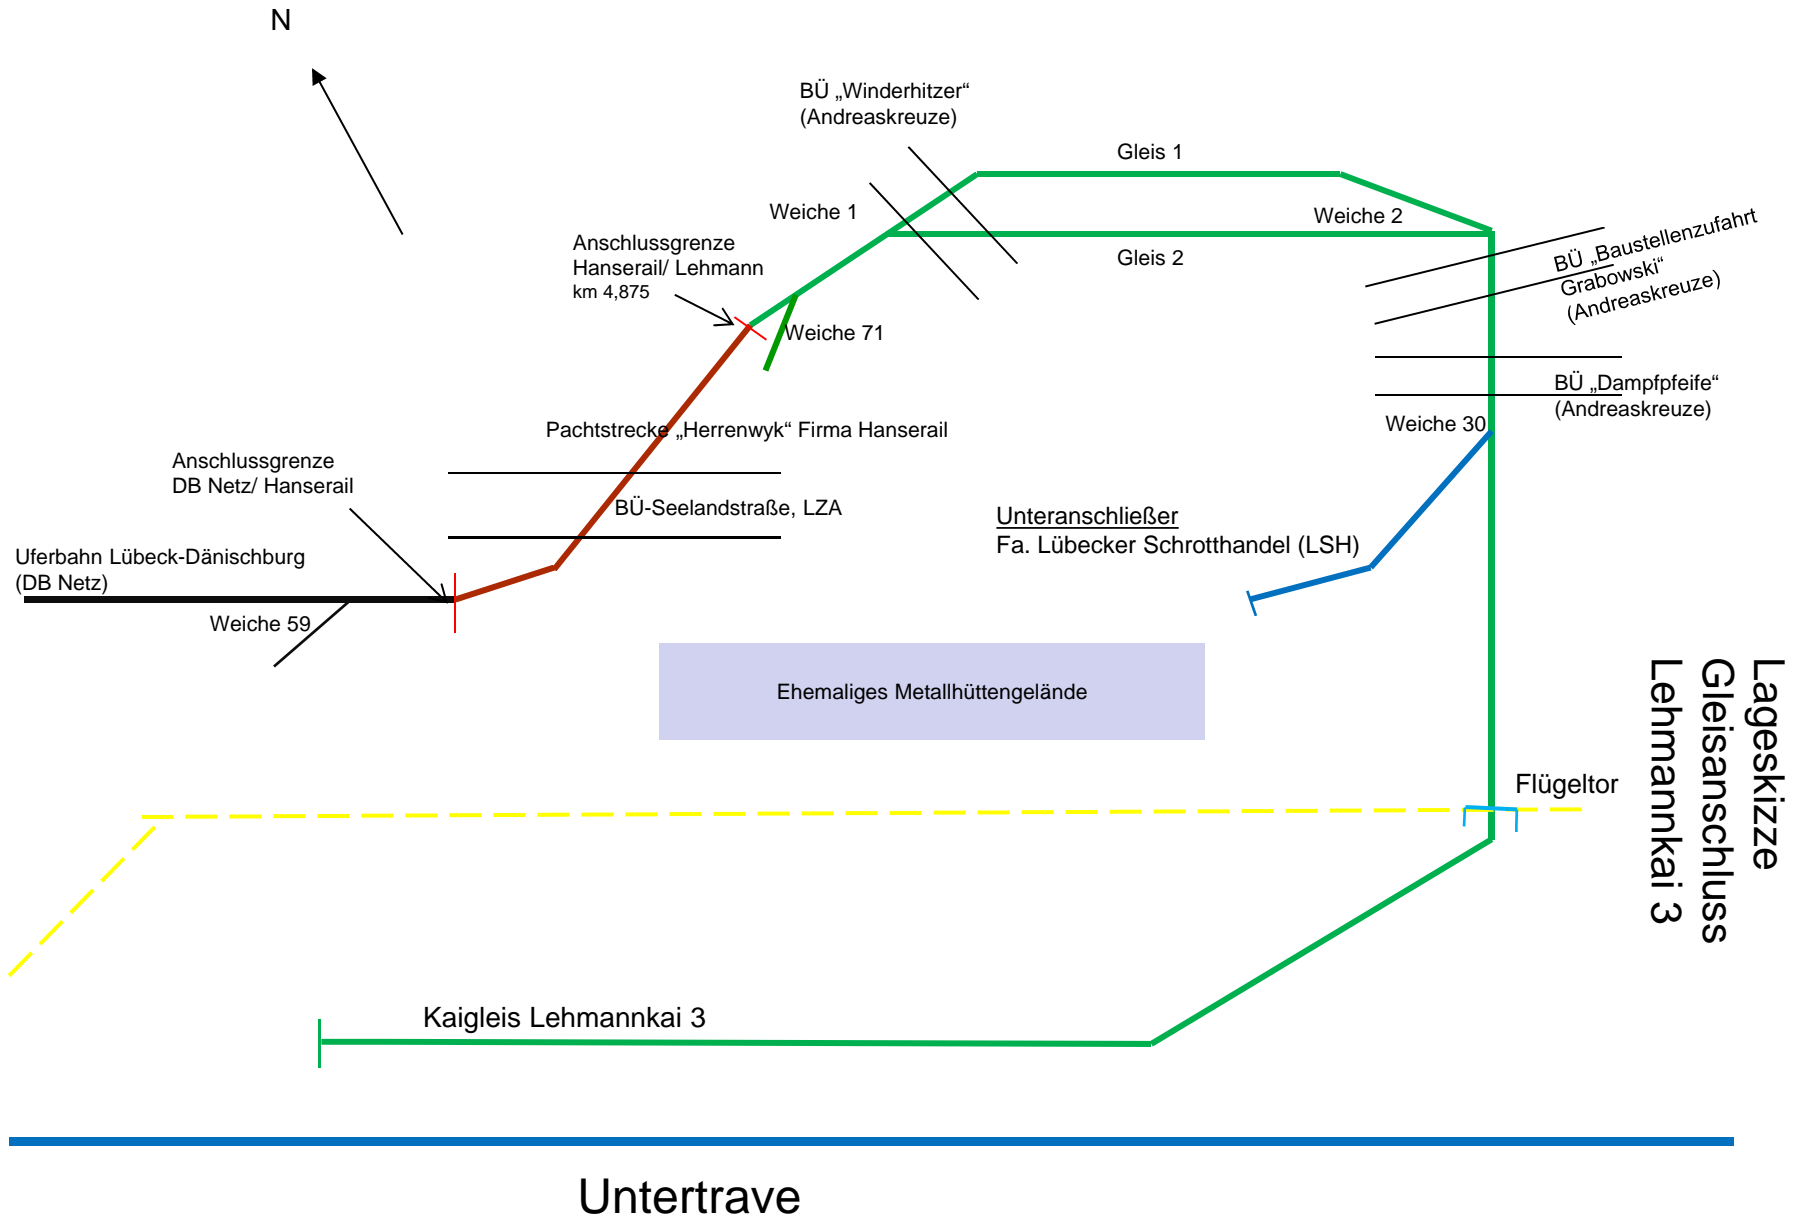 N
BÜ „Winderhitzer“
(Andreaskreuze)
Gleis 1
Weiche 1
Weiche 2
Anschlussgrenze
Hanserail/ Lehmann
km 4,875
Gleis 2
BÜ „Baustellenzufahrt
Grabowski“
(Andreaskreuze)
Weiche 71
BÜ „Dampfpfeife“
(Andreaskreuze)
Weiche 30
Pachtstrecke „Herrenwyk“ Firma Hanserail
Anschlussgrenze
DB Netz/ Hanserail
BÜ-Seelandstraße, LZA
Unteranschließer
Fa. Lübecker Schrotthandel (LSH)
Uferbahn Lübeck-Dänischburg
(DB Netz)
Weiche 59
Ehemaliges Metallhüttengelände
Lageskizze
Gleisanschluss
Lehmannkai 3
Flügeltor
Kaigleis Lehmannkai 3
Untertrave